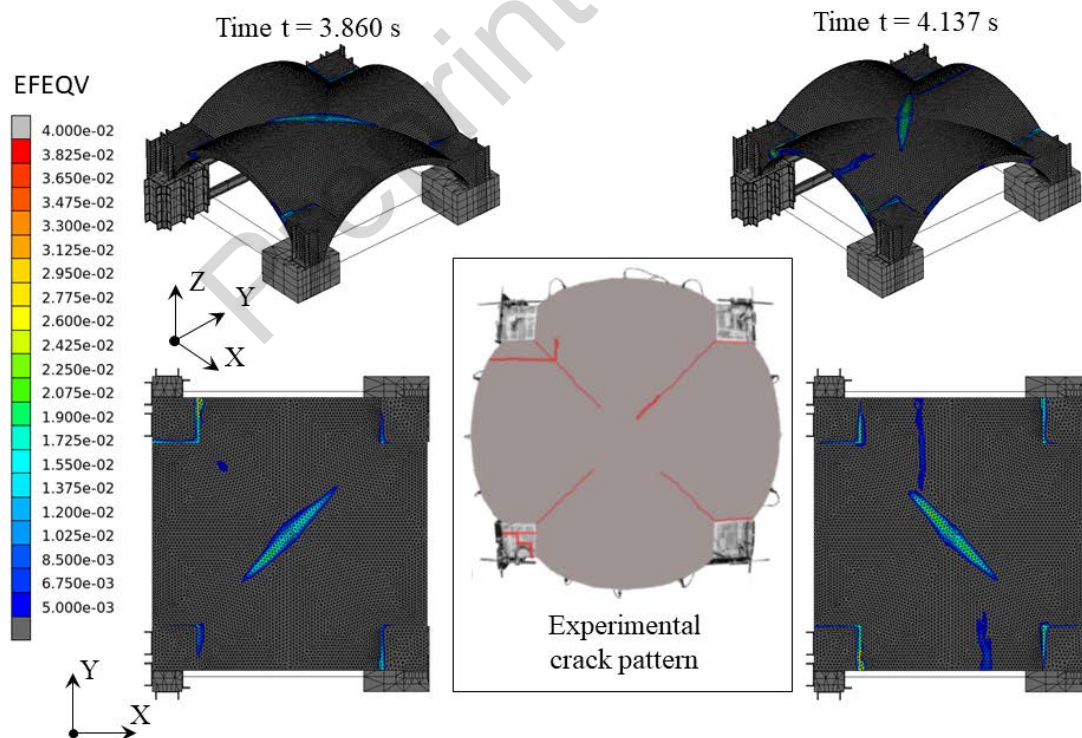 Time t = 3.860 s
Time t = 4.137 s
EFEQV
4.000e-02
3.825e-02
3.650e-02
3.475e-02
3.300e-02
3.125e-02
2.950e-02
2.775e-02
2.600e-02
2.425e-02
2.250e-02
2.075e-02
1.900e-02
1.725e-02
1.550e-02
1.375e-02
1.200e-02
1.025e-02
8.500e-03
6.750e-03
5.000e-03
Preprint
Z
Y
X
Experimental
crack pattern
Y
X